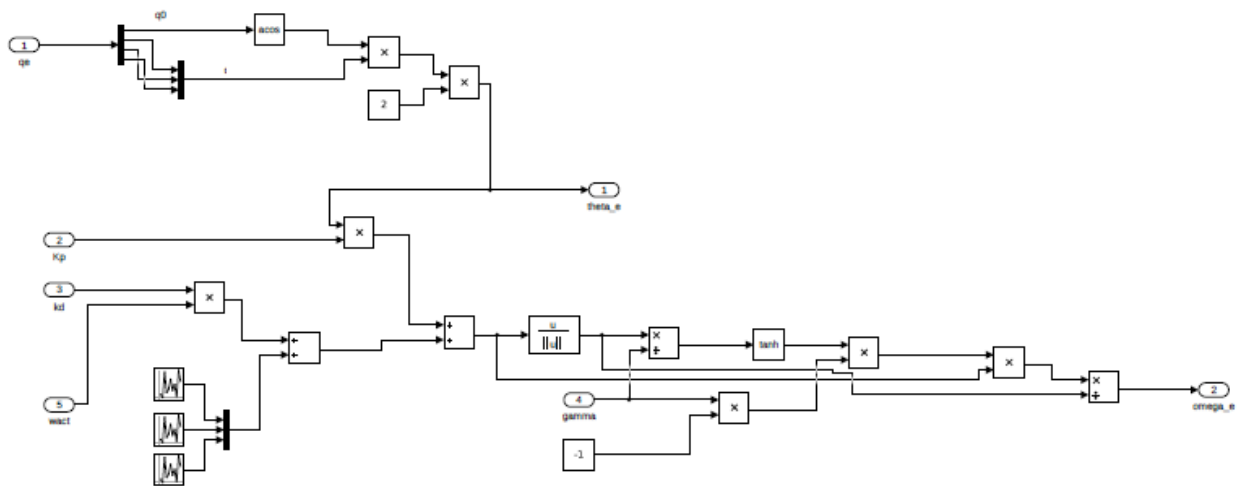 q0
acos
1
qe
×
×
2
1
theta_e
×
2
Kp
3
kd
×
+
+
+
+
u
||u||
×
÷
tanh
×
×
×
÷
2
omega_e
4
gamma
×
5
wact
-1